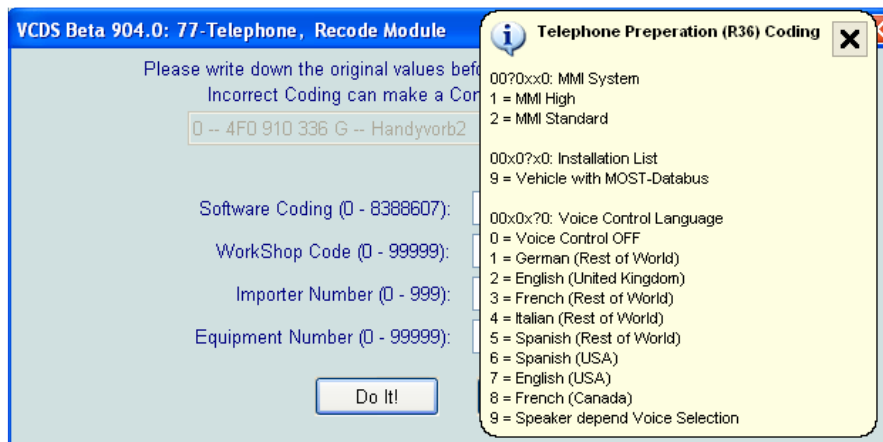 VCDS Beta 904.0: 77-Telephone, Recode Module
Please write down the original values bef
Incorrect Coding can make a Con
0 -- 4F0 910 336 G -- Handyvorb2
Software Coding (0 - 8388607):
WorkShop Code (0 - 99999):
Importer Number (0 - 999):
Equipment Number (0 - 99999):
Do It!
Telephone Preperation (R36) Coding
00?0xx0: MMI System
1 = MMI High
2 = MMI Standard
00x0?x0: Installation List
9 = Vehicle with MOST-Databus
00x0x?0: Voice Control Language
0 = Voice Control OFF
1 = German (Rest of World)
2 = English (United Kingdom)
3 = French (Rest of World)
4 = Italian (Rest of World)
5 = Spanish (Rest of World)
6 = Spanish (USA)
7 = English (USA)
8 = French (Canada)
9 = Speaker depend Voice Selection